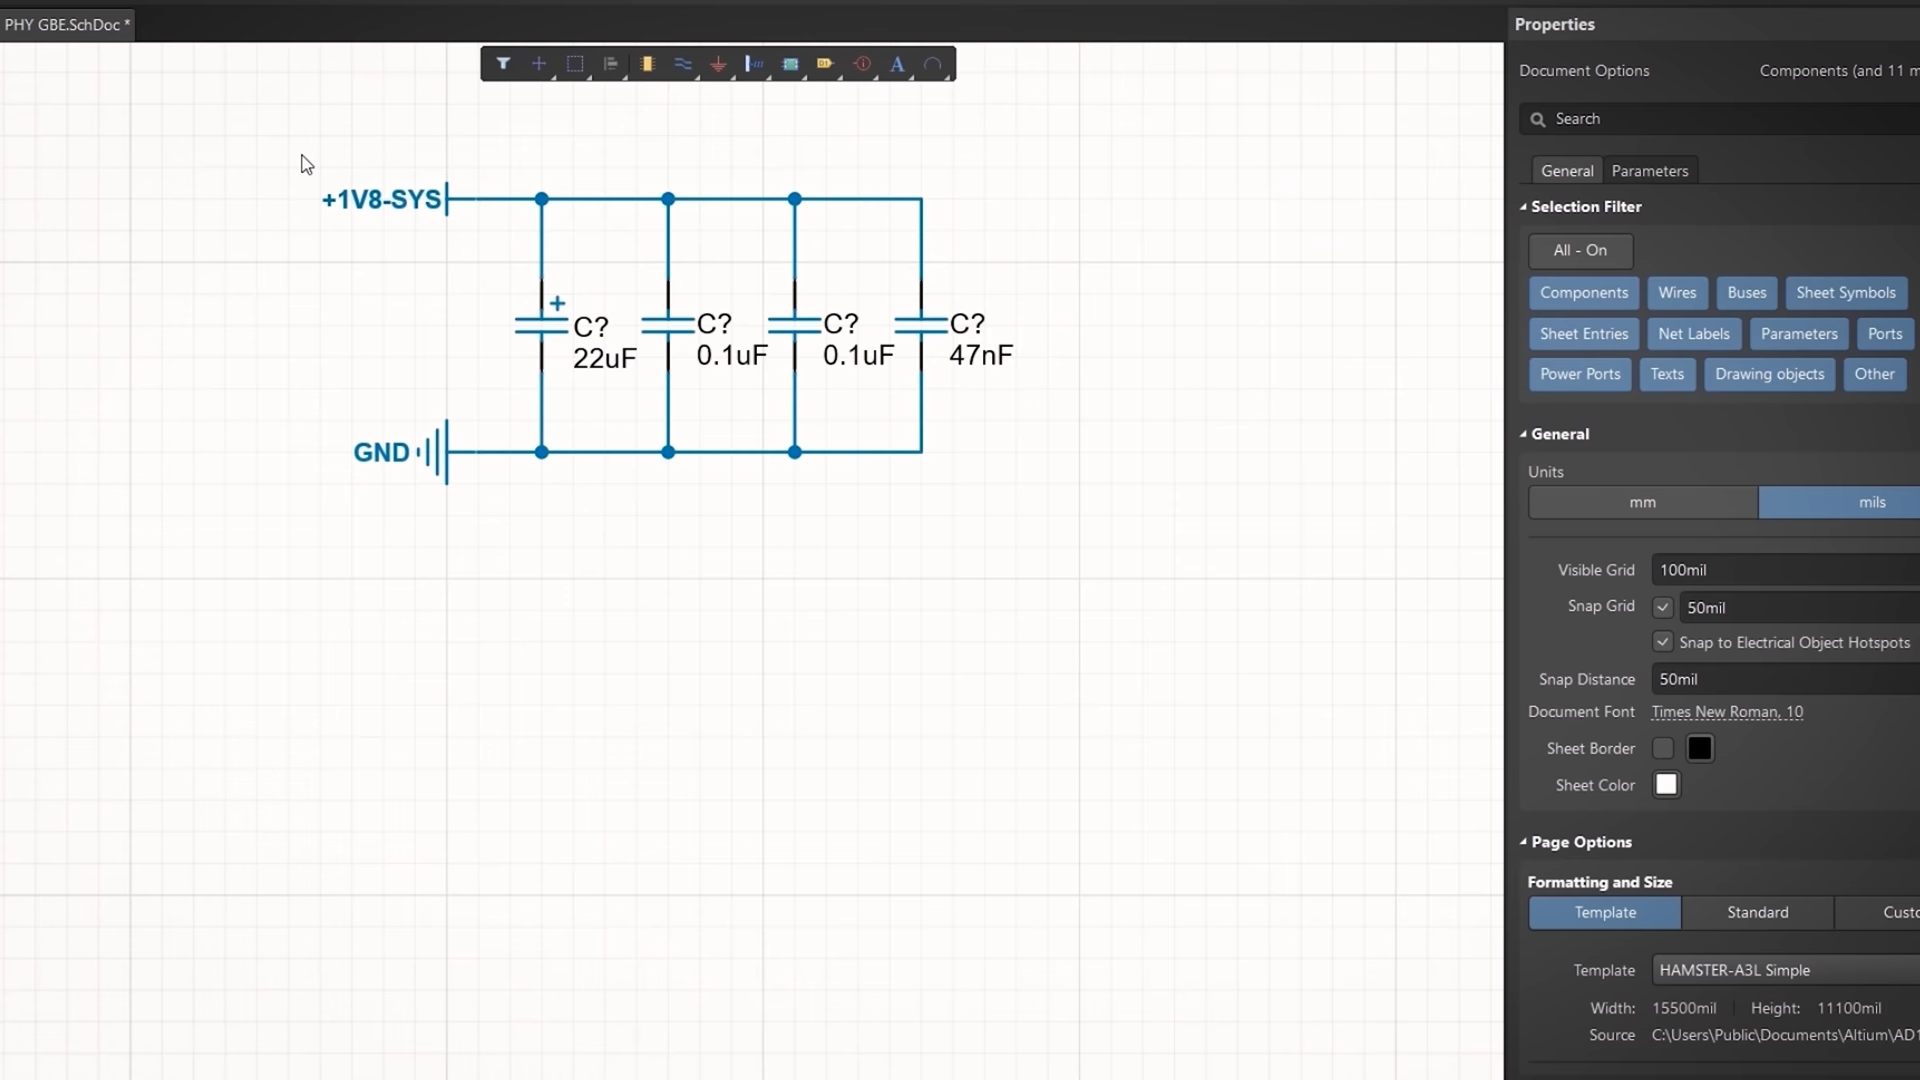 PHY GBE.SchDoc *
Properties
Document Options
Components (and 11 m
Search
General
Parameters
Selection Filter
All - On
Components
Wires
Buses
Sheet Symbols
Sheet Entries
Net Labels
Parameters
Ports
Power Ports
Texts
Drawing objects
Other
General
Units
mm
mils
Visible Grid
100mil
Snap Grid
50mil
Snap to Electrical Object Hotspots
Snap Distance
50mil
Document Font
Times New Roman, 10
Sheet Border
Sheet Color
Page Options
Formatting and Size
Template
Standard
Custo
Template
HAMSTER-A3L Simple
Width: 15500mil
Height: 11100mil
Source
C:\Users\Public\Documents\Altium\AD1
+1V8-SYS
+
C?
22uF
C?
0.1uF
C?
0.1uF
C?
47nF
GND
A